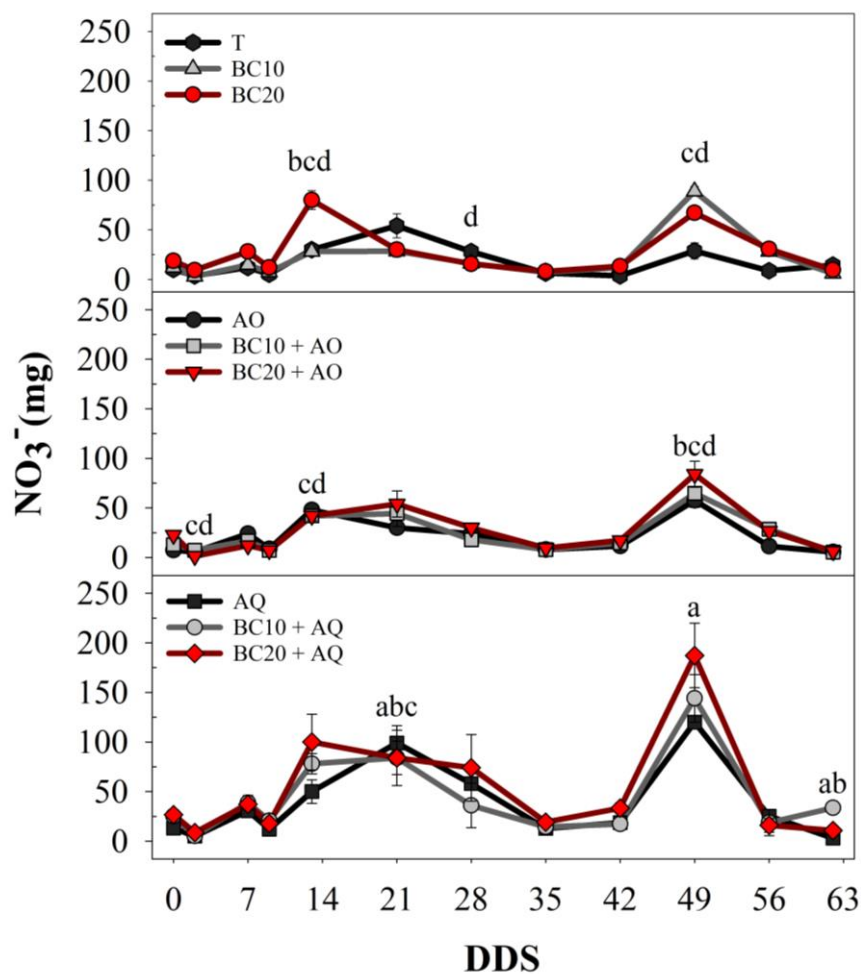 250
200
150
100
50
0
T
BC10
BC20
bcd
d
cd
250
200
150
100
50
0
AO
BC10 + AO
BC20 + AO
cd
cd
bcd
250
200
150
100
50
0
AQ
BC10 + AQ
BC20 + AQ
abc
a
ab
NO₃⁻(mg)
0 7 14 21 28 35 42 49 56 63
DDS